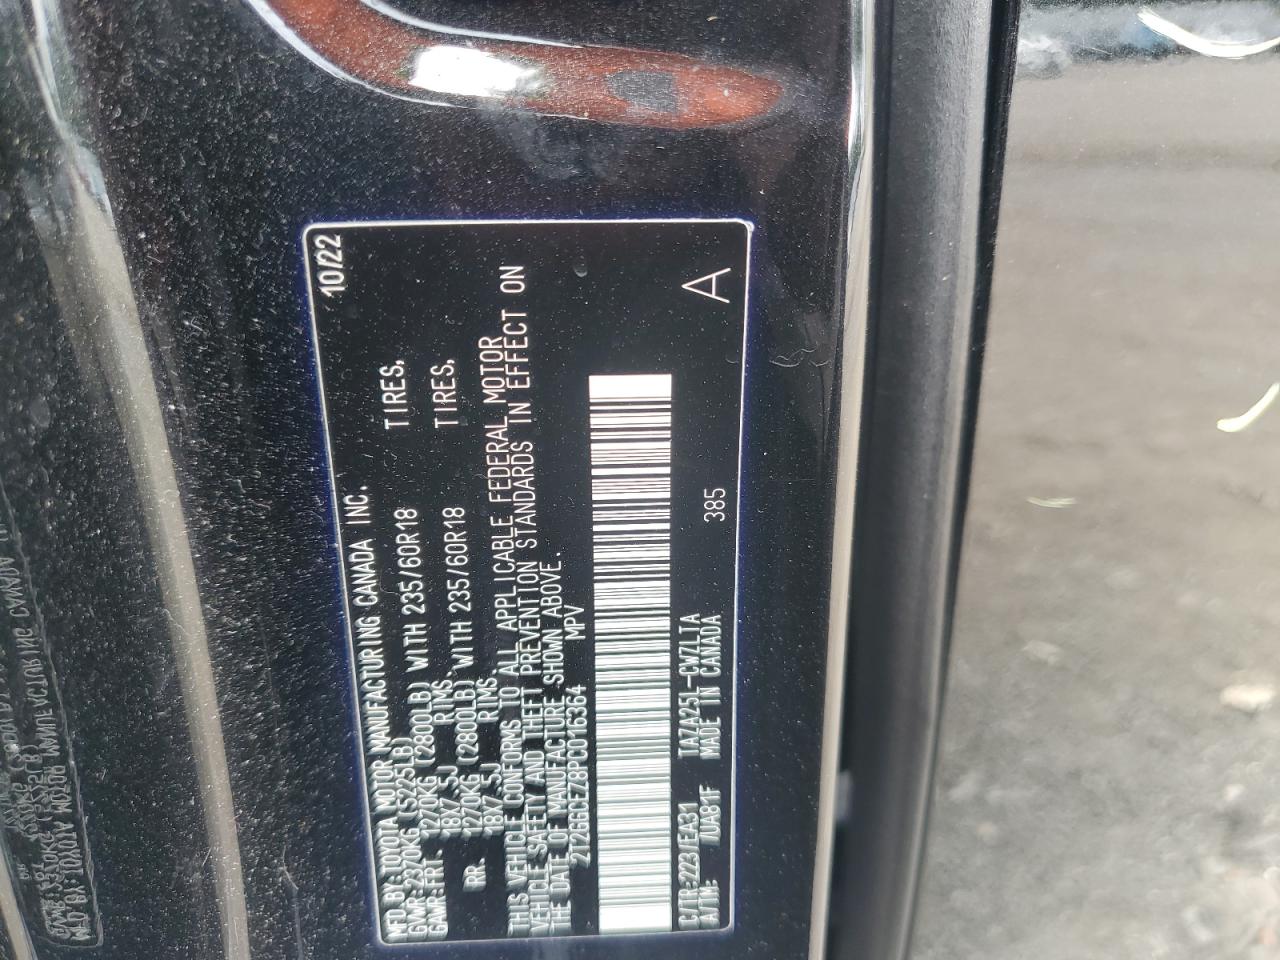 MFD.BY:TOYOTA MOTOR MANUFACTURING CANADA INC. 10/22
GVWR:2370KG (5225LB)
GAWR:FRT. 1270KG (2800LB) WITH 235/60R18 TIRES,
18X7.5J RIMS.
RR. 1270KG (2800LB) WITH 235/60R18 TIRES,
18X7.5J RIMS.
THIS VEHICLE CONFORMS TO ALL APPLICABLE FEDERAL MOTOR
VEHICLE SAFETY AND THEFT PREVENTION STANDARDS IN EFFECT ON
THE DATE OF MANUFACTURE SHOWN ABOVE.
2T2GGCEZ8PC016364 MPV
C/TR:223/EA31 TAZA25L-CWZLTA 385 A
A/TM: /UA81F MADE IN CANADA